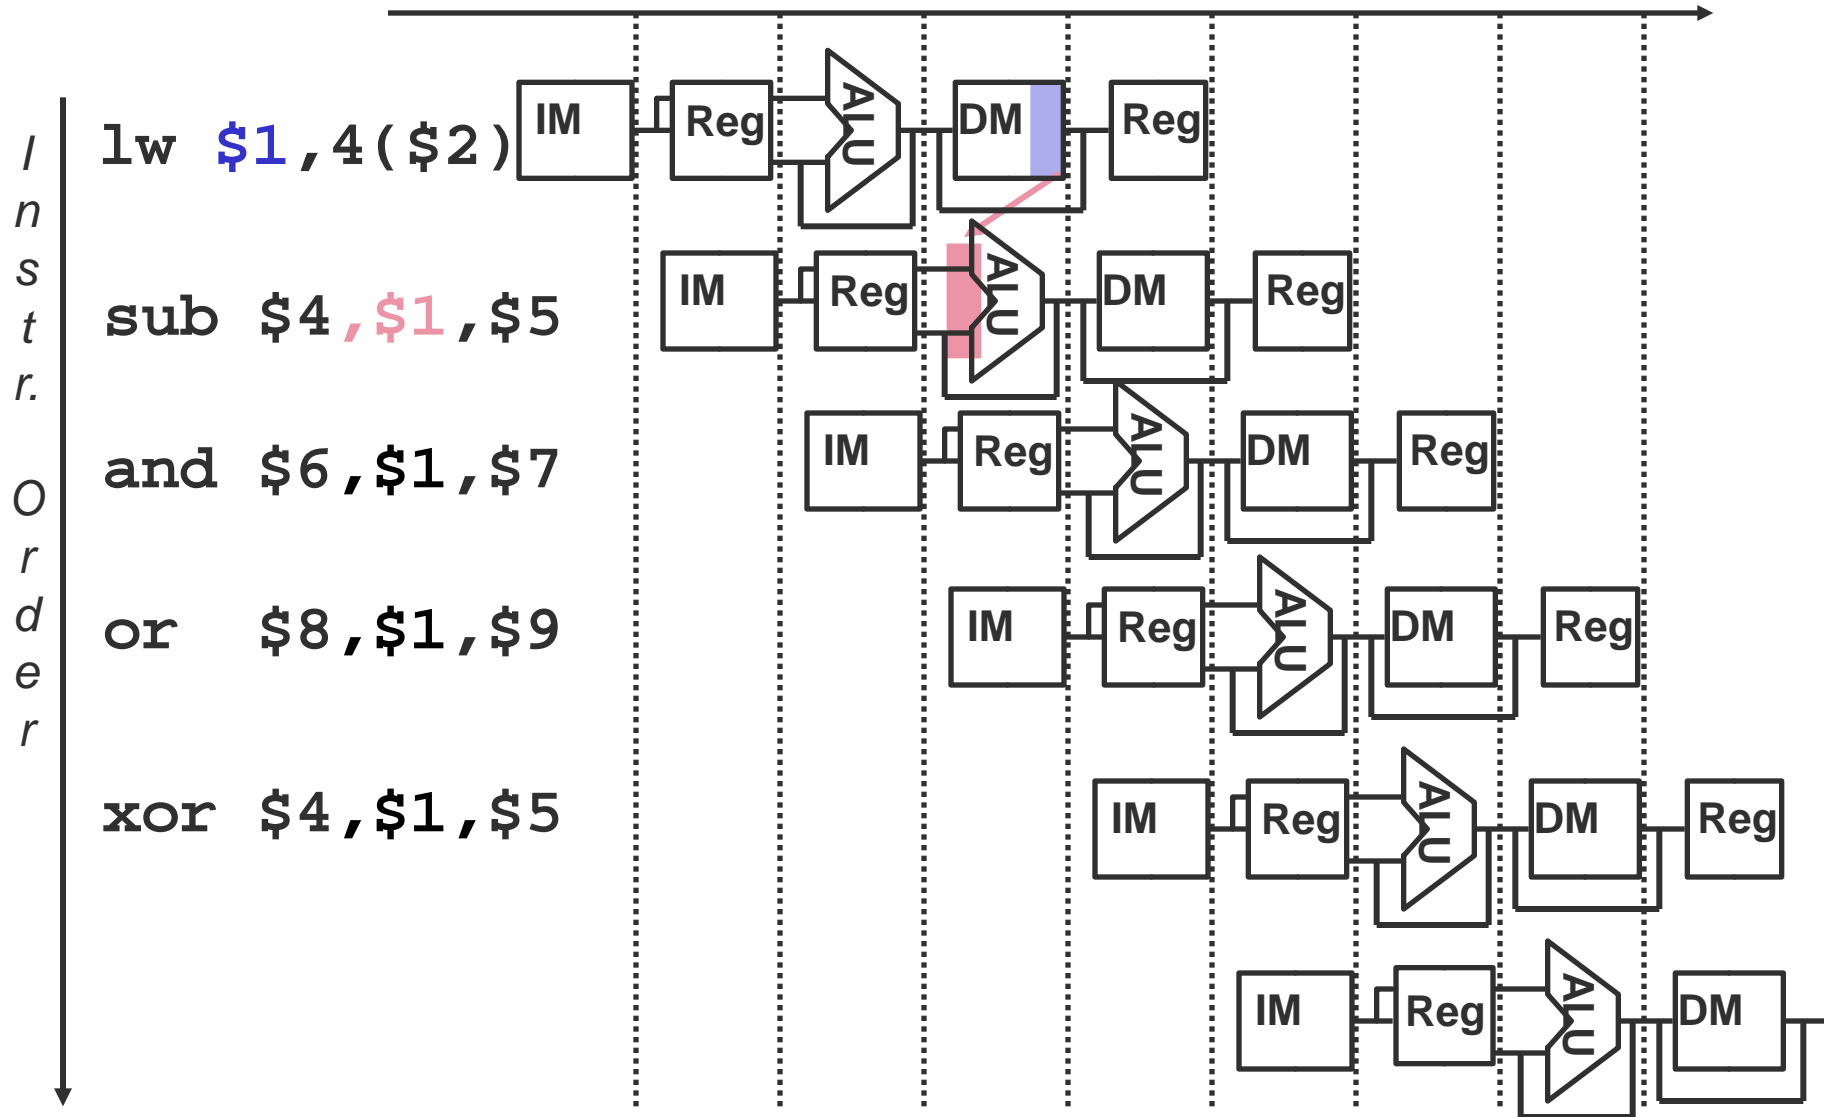 Instr. Order
lw $1,4($2) IM Reg ALU DM Reg
sub $4,$1,$5 IM Reg ALU DM Reg
and $6,$1,$7 IM Reg ALU DM Reg
or $8,$1,$9 IM Reg ALU DM Reg
xor $4,$1,$5 IM Reg ALU DM Reg
IM Reg ALU DM